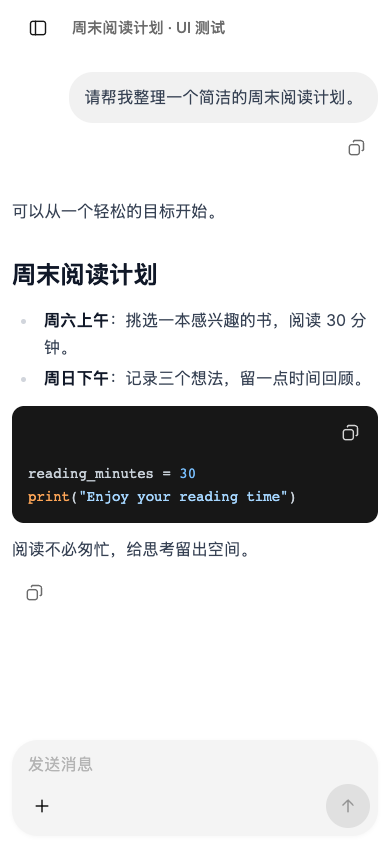 周末阅读计划 · UI 测试
请帮我整理一个简洁的周末阅读计划。
可以从一个轻松的目标开始。
周末阅读计划
周六上午：挑选一本感兴趣的书，阅读 30 分
钟。
周日下午：记录三个想法，留一点时间回顾。
reading_minutes = 30
print("Enjoy your reading time")
阅读不必匆忙，给思考留出空间。
发送消息